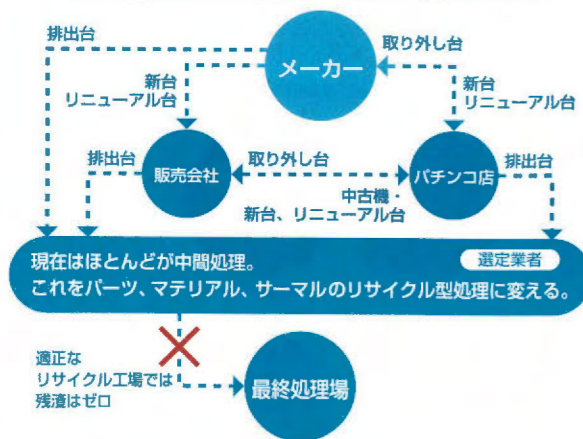 排出台
取り外し台
メーカー
新台
リニューアル台
新台
リニューアル台
排出台
販売会社
取り外し台
パチンコ店
排出台
中古機・
新台、リニューアル台
現在はほとんどが中間処理。
選定業者
これをパーツ、マテリアル、サーマルのリサイクル型処理に変える。
適正な
リサイクル工場では
残渣はゼロ
最終処理場